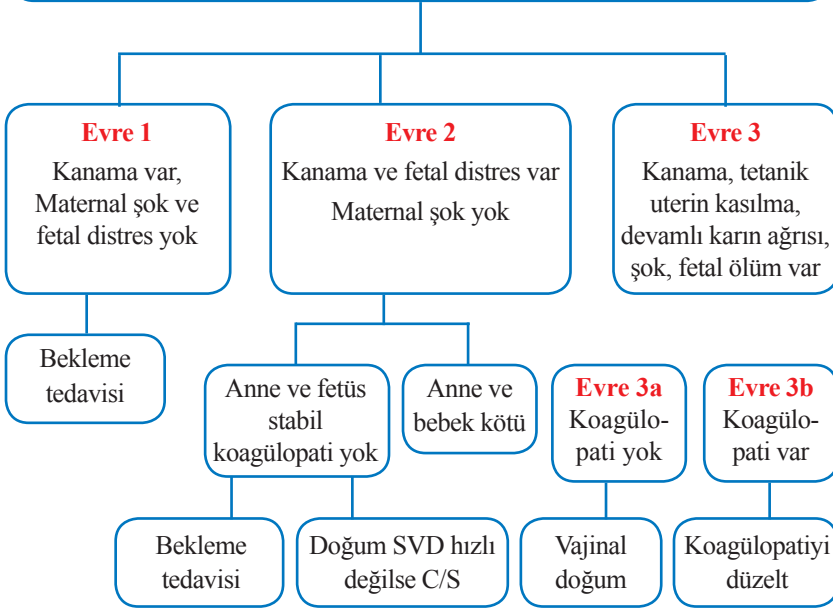 Evre 1
Kanama var,
Maternal şok ve
fetal distres yok
Evre 2
Kanama ve fetal distres var
Maternal şok yok
Evre 3
Kanama, tetanik
uterin kasılma,
devamlı karın ağrısı,
şok, fetal ölüm var
Bekleme
tedavisi
Anne ve fetüs
stabil
koagülopati yok
Anne ve
bebek kötü
Evre 3a
Koagülo-
pati yok
Evre 3b
Koagülo-
pati var
Bekleme
tedavisi
Doğum SVD hızlı
değilse C/S
Vajinal
doğum
Koagülopatiyi
düzelt